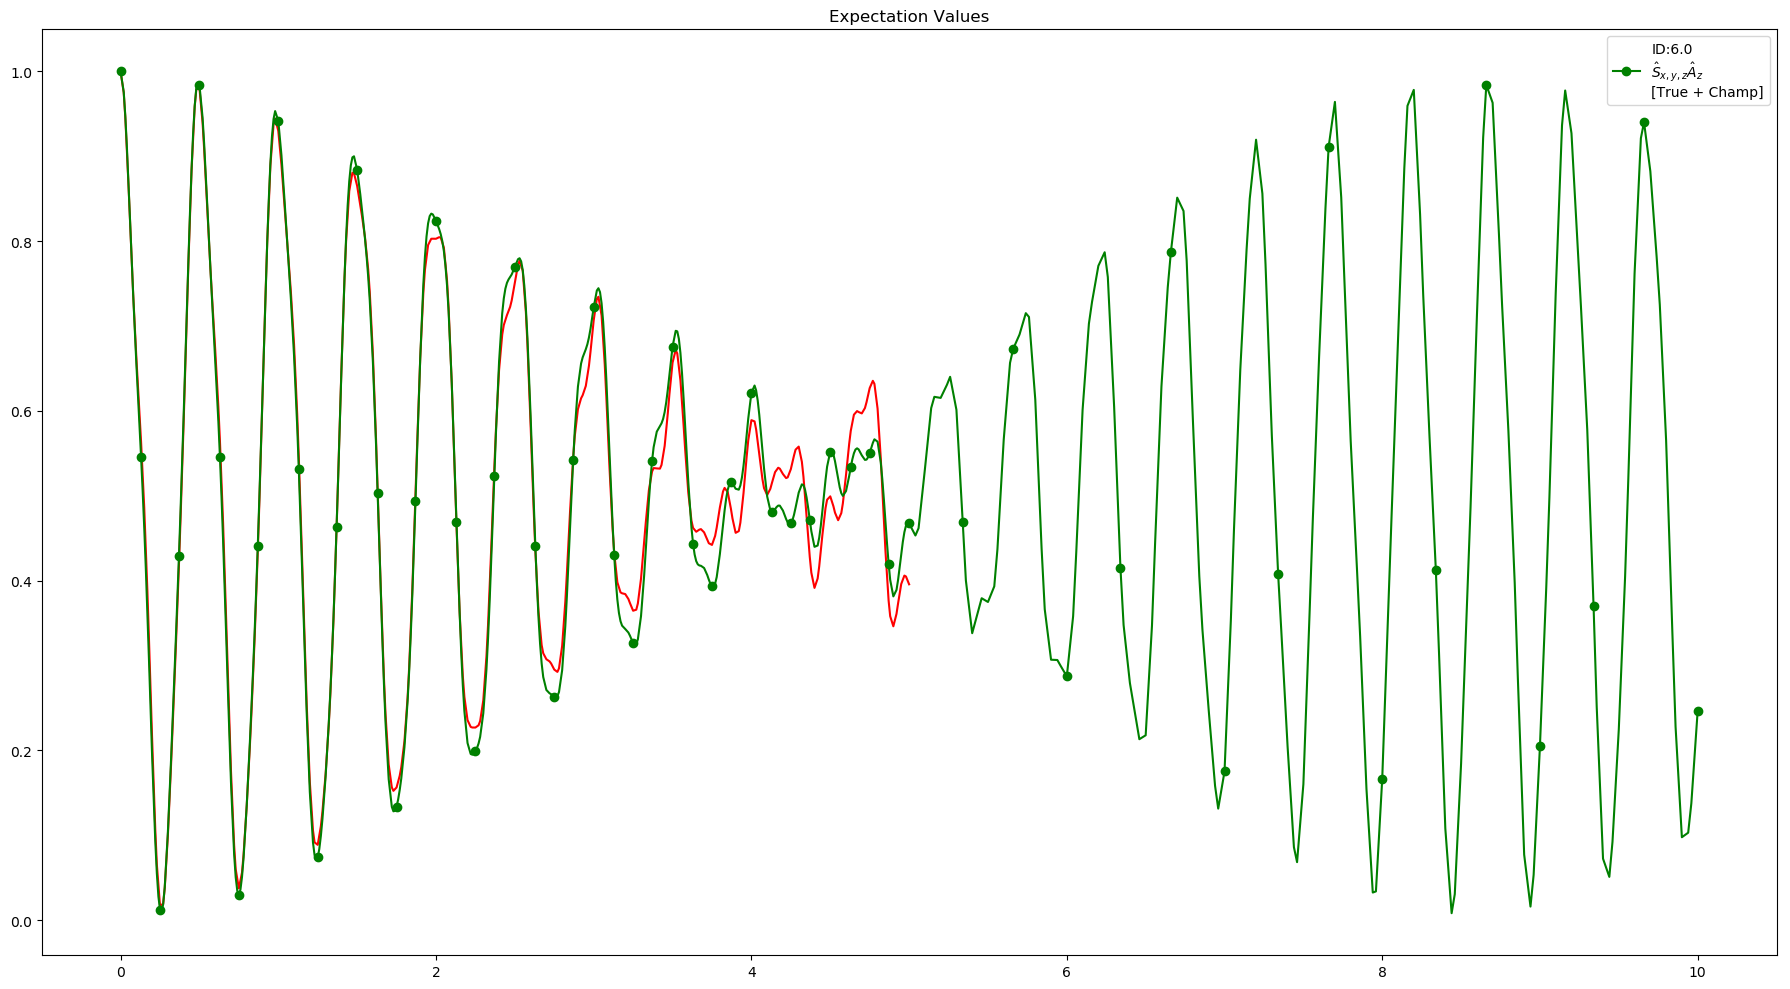 Expectation Values
ID:6.0
$\hat{S}_{x,y,z}\hat{A}_z$
[True + Champ]
1.0
0.8
0.6
0.4
0.2
0.0
0 2 4 6 8 10